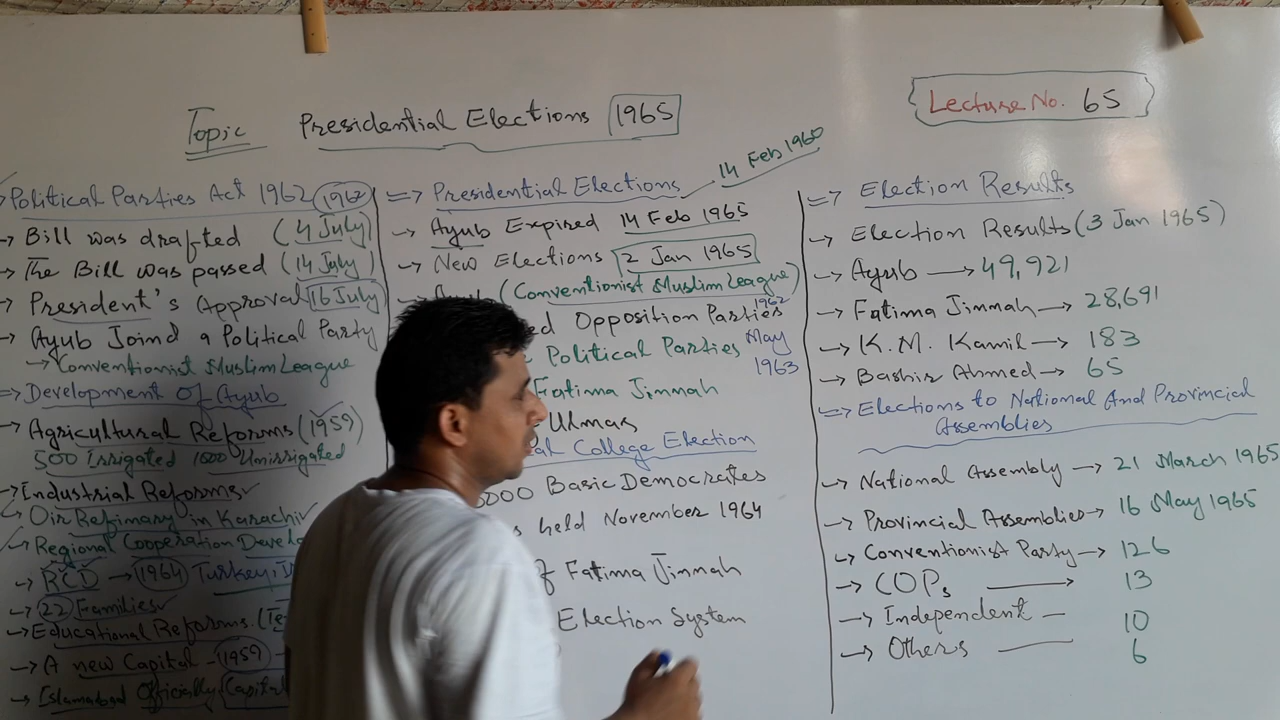 Lecture No. 65
Topic Presidential Elections 1965
Political Parties Act 1962 1962
→ Bill was drafted (4 July)
→ The Bill was passed (14 July)
→ President's Approval 16 July
→ Ayub Joind a Political Party
→ Conventionist Muslim League
=> Development of Ayub
→ Agricultural Reforms (1959)
500 Irrigated 1000 Unirrigated
→ Industrial Reforms
→ Oir Refinary in Karachi
→ Regional Cooperation Develo
→ RCD → 1964 Turkey, I
→ 22 Families
→ Educational Reforms.
→ A new Capital - 1959 -
→ Islamabad Officially Capital
=> Presidential Elections 14 Feb 1960
→ Ayub Expired 14 Feb 1965
→ New Elections 2 Jan 1965
(Conventionist Muslim League)
ed Opposition Parties 1962
Political Parties May 1963
Fatima Jinnah
Ulmas
al College Election
000 Basic Democrates
s held November 1964
of Fatima Jinnah
Election System
=> Election Results
→ Election Results (3 Jan 1965)
→ Ayub → 49,921
→ Fatima Jinnah → 28,691
→ K.M. Kamil → 183
→ Bashir Ahmed → 65
=> Elections to National And Provincial
Assemblies
→ National Assembly → 21 March 1965
→ Provincial Assemblies → 16 May 1965
→ Conventionist Party → 126
→ COPs → 13
→ Independent — 10
→ Others — 6